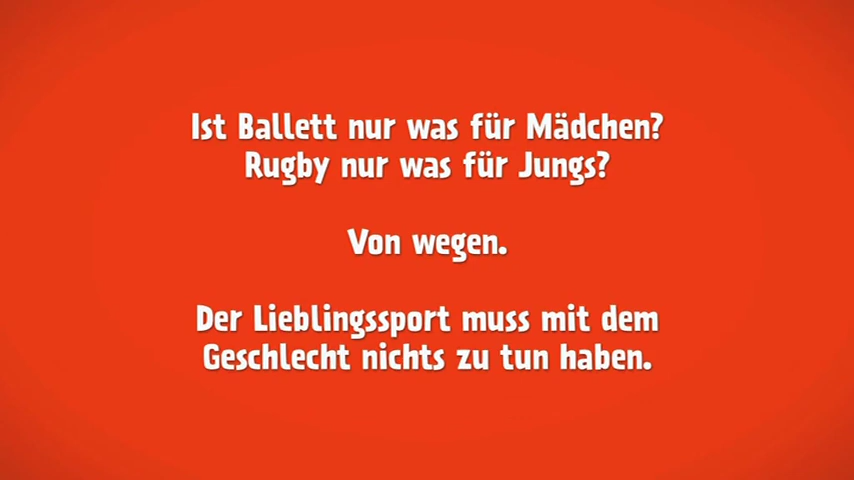 Ist Ballett nur was für Mädchen?
Rugby nur was für Jungs?
Von wegen.
Der Lieblingssport muss mit dem
Geschlecht nichts zu tun haben.